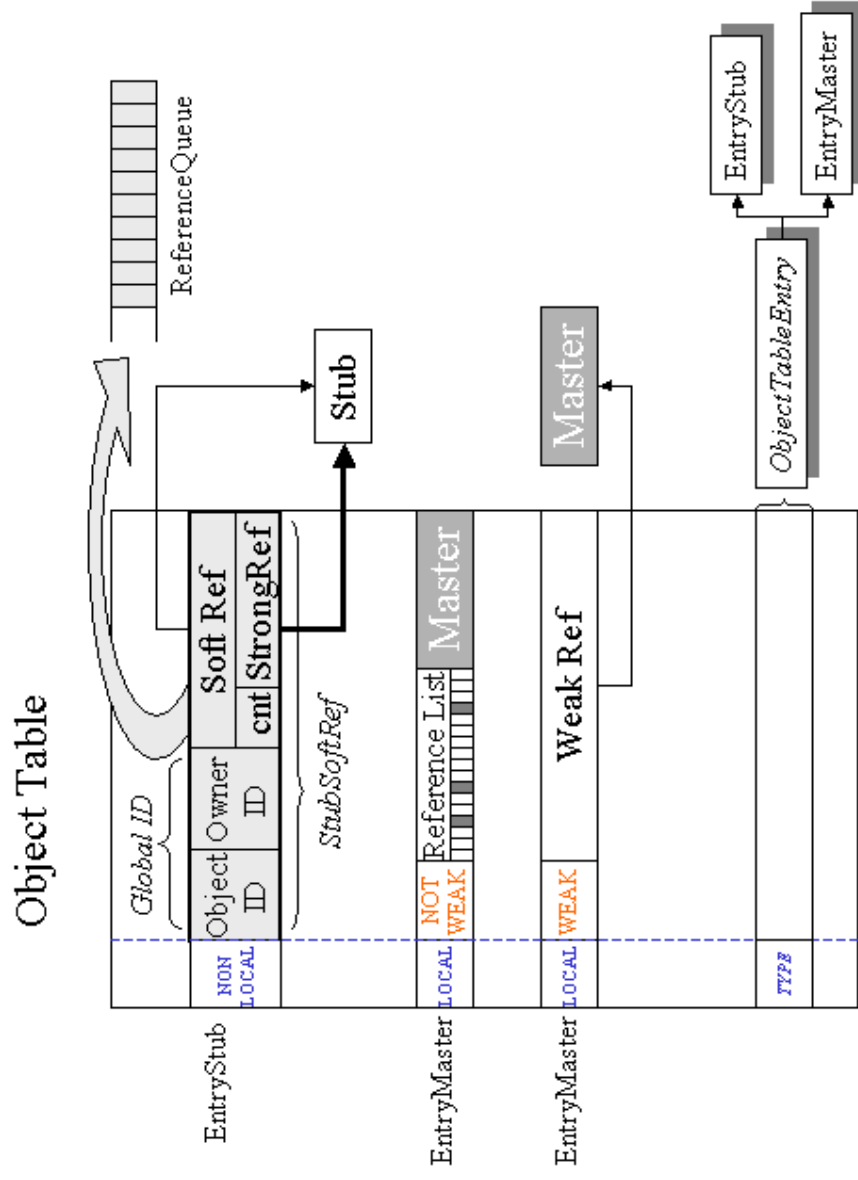 Object Table
Global ID
ReferenceQueue
EntryStub
NON
LOCAL
Object
ID
Owner
ID
Soft Ref
cnt
StrongRef
StubSoftRef
Stub
EntryMaster
LOCAL
NOT
WEAK
Reference List
Master
EntryMaster
LOCAL
WEAK
Weak Ref
Master
TYPE
ObjectTableEntry
EntryStub
EntryMaster